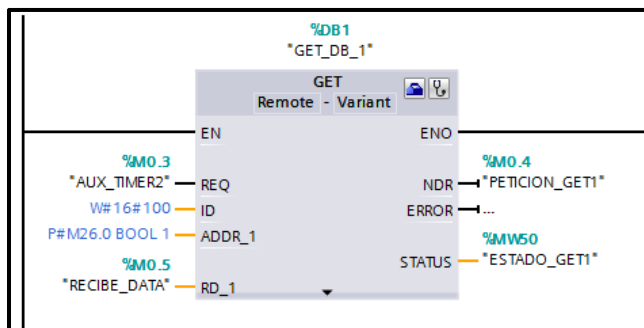 %DB1
"GET_DB_1"
GET
Remote - Variant
EN ENO
%M0.3 %M0.4
"AUX_TIMER2" REQ NDR "PETICION_GET1"
W#16#100 ID ERROR ...
P#M26.0 BOOL 1 ADDR_1 %MW50
%M0.5 STATUS "ESTADO_GET1"
"RECIBE_DATA" RD_1